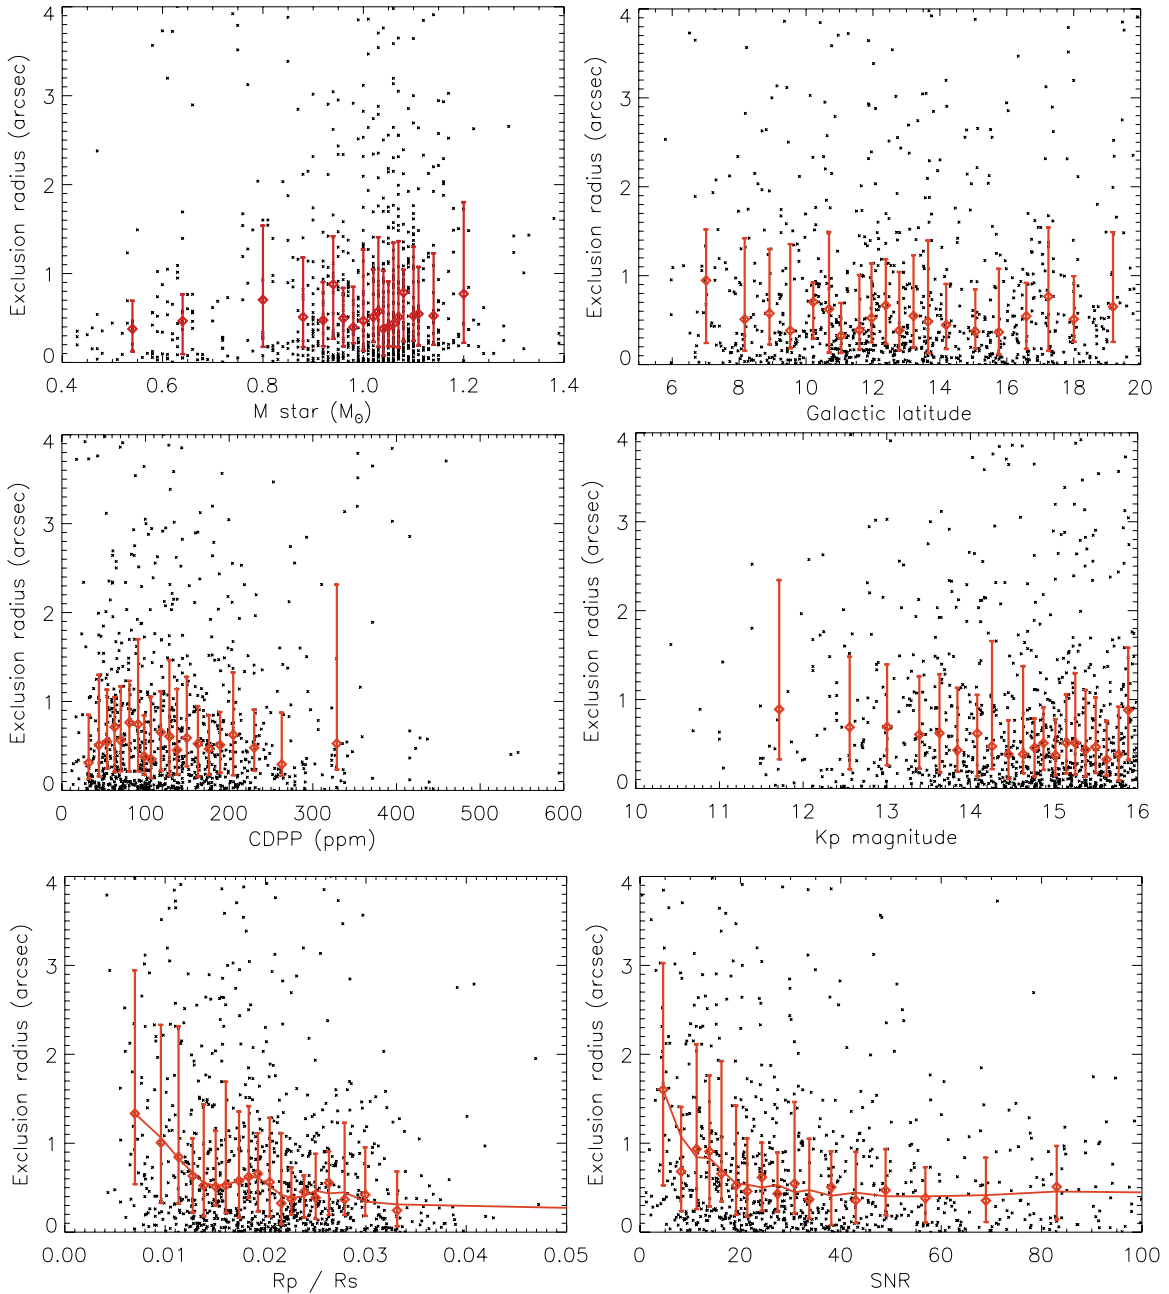 4
3
2
1
0
Exclusion radius (arcsec)
0.4 0.6 0.8 1.0 1.2 1.4
M star (M⊙)
4
3
2
1
0
Exclusion radius (arcsec)
6 8 10 12 14 16 18 20
Galactic latitude
4
3
2
1
0
Exclusion radius (arcsec)
0 100 200 300 400 500 600
CDPP (ppm)
4
3
2
1
0
Exclusion radius (arcsec)
10 11 12 13 14 15 16
Kp magnitude
4
3
2
1
0
Exclusion radius (arcsec)
0.00 0.01 0.02 0.03 0.04 0.05
Rp / Rs
4
3
2
1
0
Exclusion radius (arcsec)
0 20 40 60 80 100
SNR